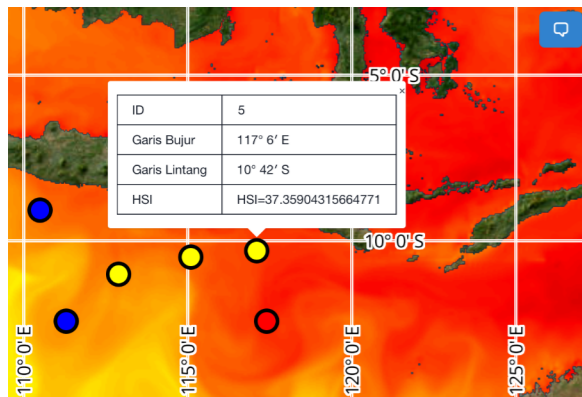 5° 0' S
×
ID 5
Garis Bujur 117° 6′ E
Garis Lintang 10° 42′ S
HSI HSI=37.35904315664771
10° 0' S
110° 0' E
115° 0' E
120° 0' E
125° 0' E